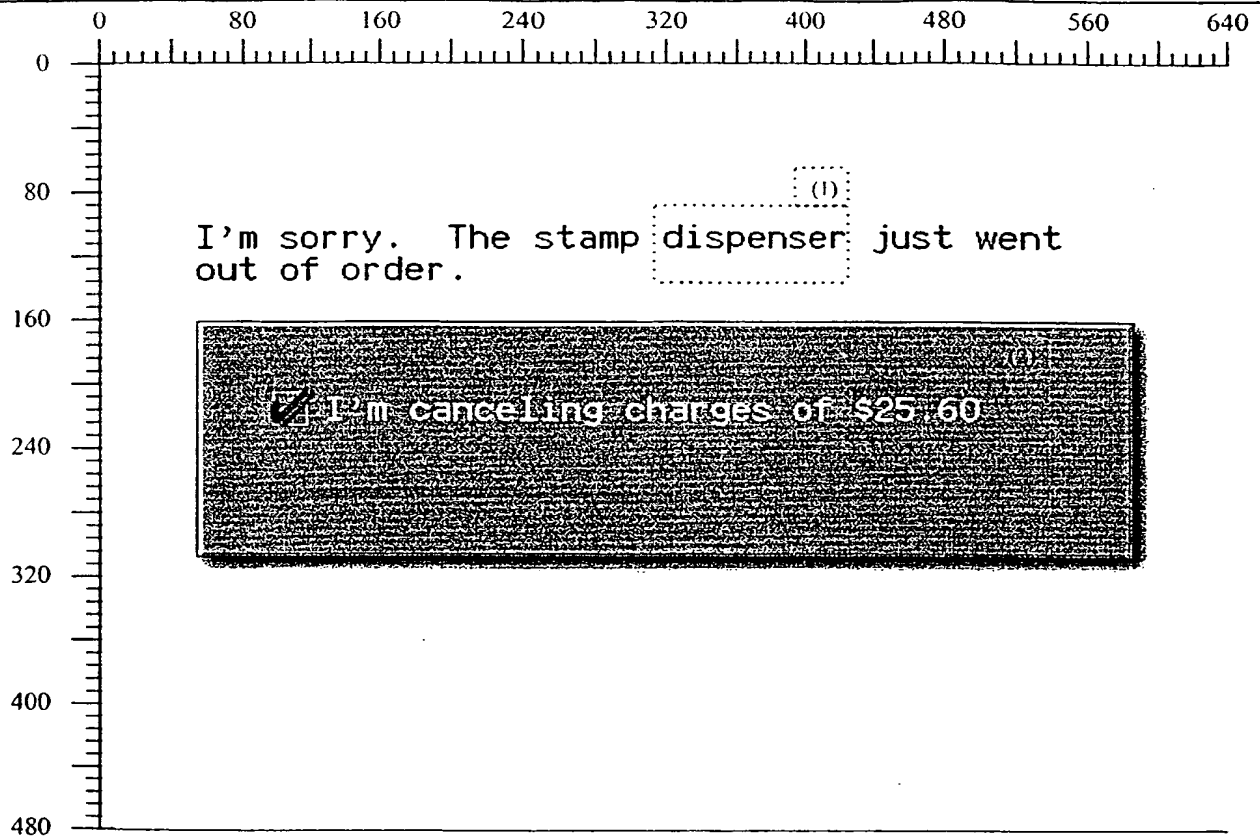 0 80 160 240 320 400 480 560 640
0
80
(1)
I'm sorry.  The stamp dispenser just went
out of order.
160
I'm canceling charges of $25.60
240
320
400
480